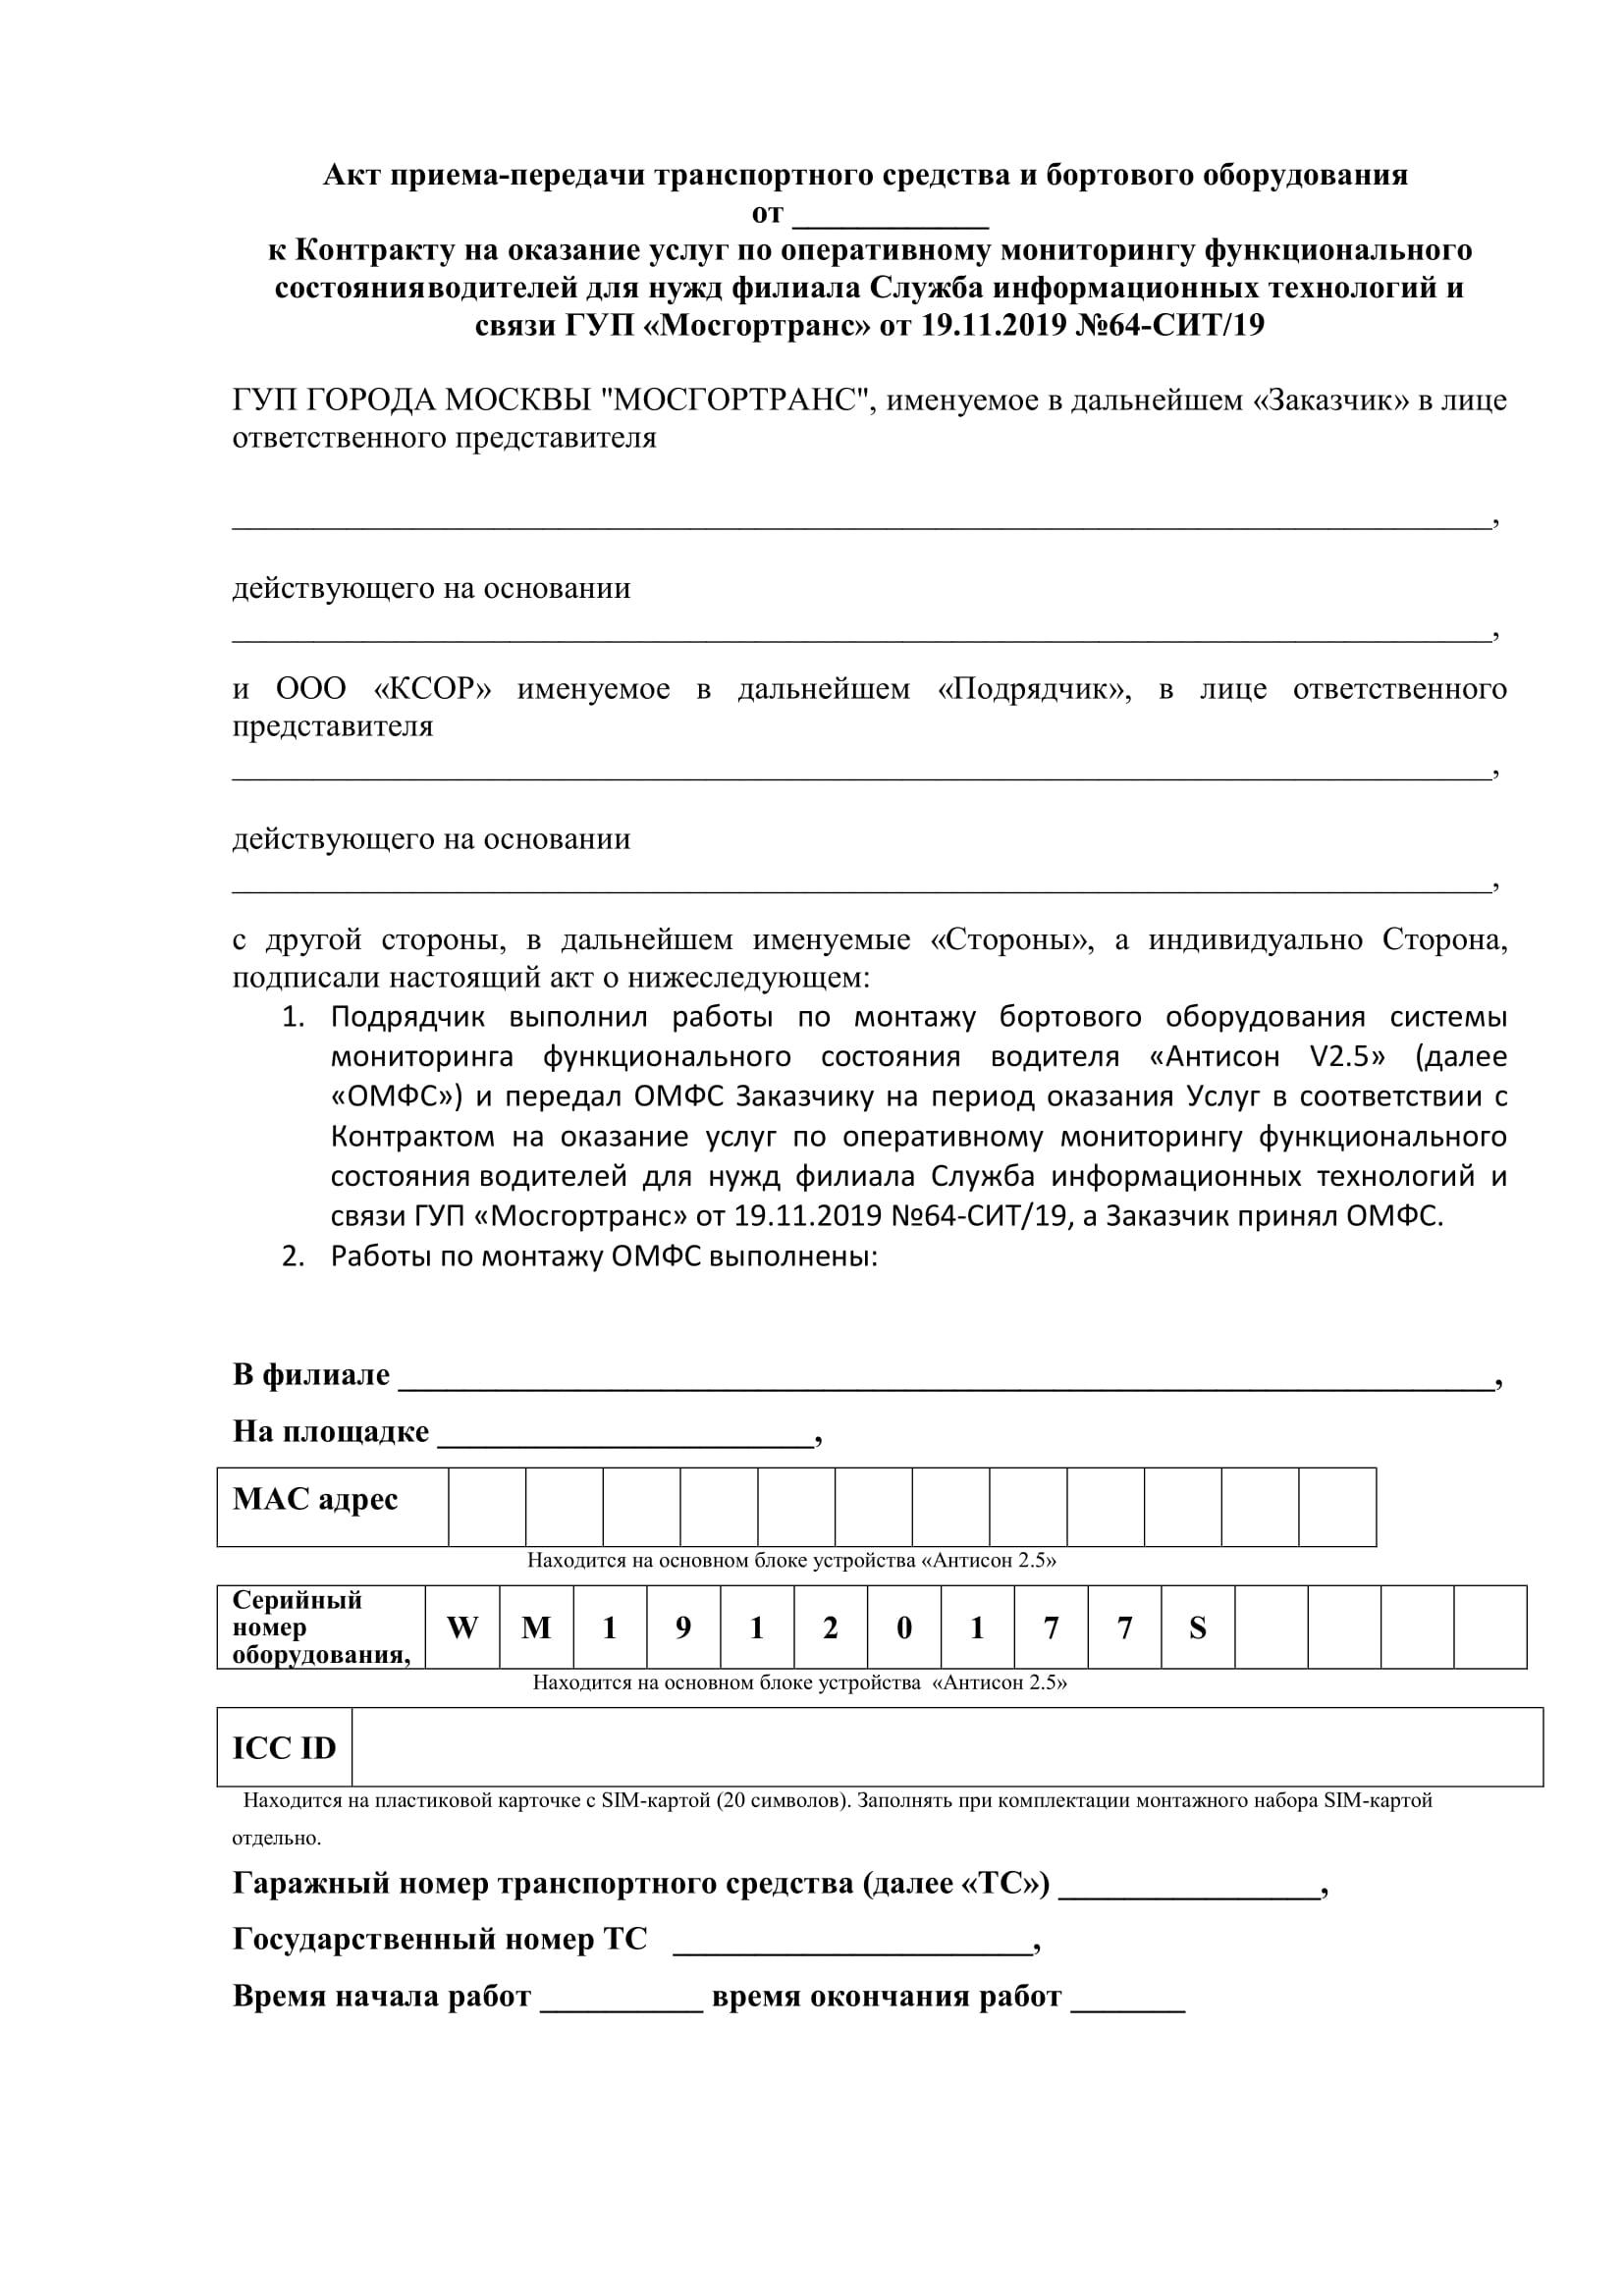 Акт приема-передачи транспортного средства и бортового оборудования
от ____________
к Контракту на оказание услуг по оперативному мониторингу функционального
состоянияводителей для нужд филиала Служба информационных технологий и
связи ГУП «Мосгортранс» от 19.11.2019 №64-СИТ/19
ГУП ГОРОДА МОСКВЫ "МОСГОРТРАНС", именуемое в дальнейшем «Заказчик» в лице
ответственного представителя
_____________________________________________________________________________,
действующего на основании
_____________________________________________________________________________,
и ООО «КСОР» именуемое в дальнейшем «Подрядчик», в лице ответственного
представителя
_____________________________________________________________________________,
действующего на основании
_____________________________________________________________________________,
с другой стороны, в дальнейшем именуемые «Стороны», а индивидуально Сторона,
подписали настоящий акт о нижеследующем:
1. Подрядчик выполнил работы по монтажу бортового оборудования системы
мониторинга функционального состояния водителя «Антисон V2.5» (далее
«ОМФС») и передал ОМФС Заказчику на период оказания Услуг в соответствии с
Контрактом на оказание услуг по оперативному мониторингу функционального
состояния водителей для нужд филиала Служба информационных технологий и
связи ГУП «Мосгортранс» от 19.11.2019 №64-СИТ/19, а Заказчик принял ОМФС.
2. Работы по монтажу ОМФС выполнены:
В филиале ___________________________________________________________________,
На площадке _______________________,
МАС адрес
Находится на основном блоке устройства «Антисон 2.5»
Серийный
номер
оборудования,
W M 1 9 1 2 0 1 7 7 S
Находится на основном блоке устройства «Антисон 2.5»
ICC ID
Находится на пластиковой карточке с SIM-картой (20 символов). Заполнять при комплектации монтажного набора SIM-картой
отдельно.
Гаражный номер транспортного средства (далее «ТС») ________________,
Государственный номер ТС ______________________,
Время начала работ __________ время окончания работ _______